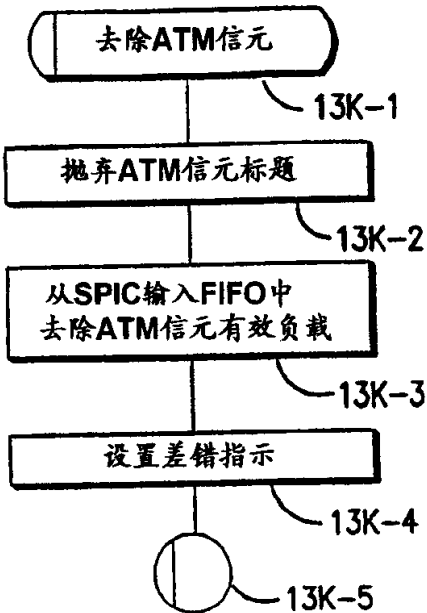 去除ATM信元
13K-1
抛弃ATM信元标题
13K-2
从SPIC输入FIFO中
去除ATM信元有效负载
13K-3
设置差错指示
13K-4
13K-5